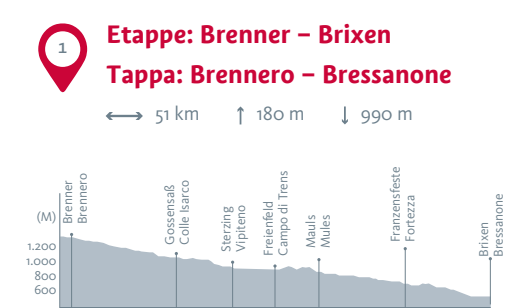 1
Etappe: Brenner – Brixen
Tappa: Brennero – Bressanone
51 km
180 m
990 m
(M)
1.200
1.000
800
600
Brenner
Brennero
Gossensaß
Colle Isarco
Sterzing
Vipiteno
Freienfeld
Campo di Trens
Mauls
Mules
Franzensfeste
Fortezza
Brixen
Bressanone